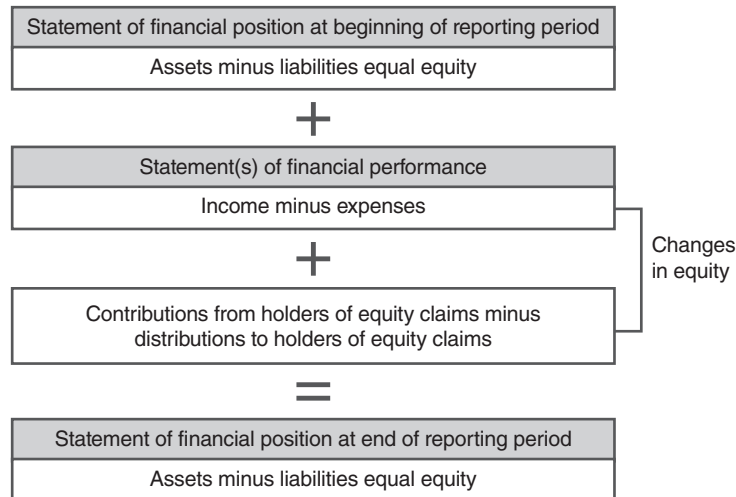 Statement of financial position at beginning of reporting period
Assets minus liabilities equal equity
+
Statement(s) of financial performance
Income minus expenses
Changes
in equity
+
Contributions from holders of equity claims minus
distributions to holders of equity claims
=
Statement of financial position at end of reporting period
Assets minus liabilities equal equity